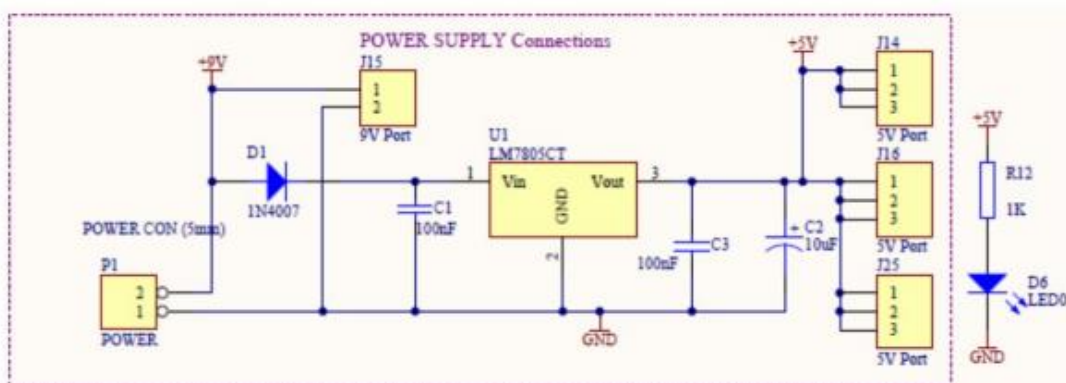 POWER SUPPLY Connections
+9V
J15
1
2
9V Port
+5V
J14
1
2
3
5V Port
D1
1N4007
U1
LM7805CT
1
Vin
Vout
3
GND
2
J16
1
2
3
5V Port
+5V
R12
1K
C1
100nF
C3
100nF
+
C2
10uF
POWER CON (5mm)
P1
2
1
POWER
GND
J25
1
2
3
5V Port
D6
LED0
GND